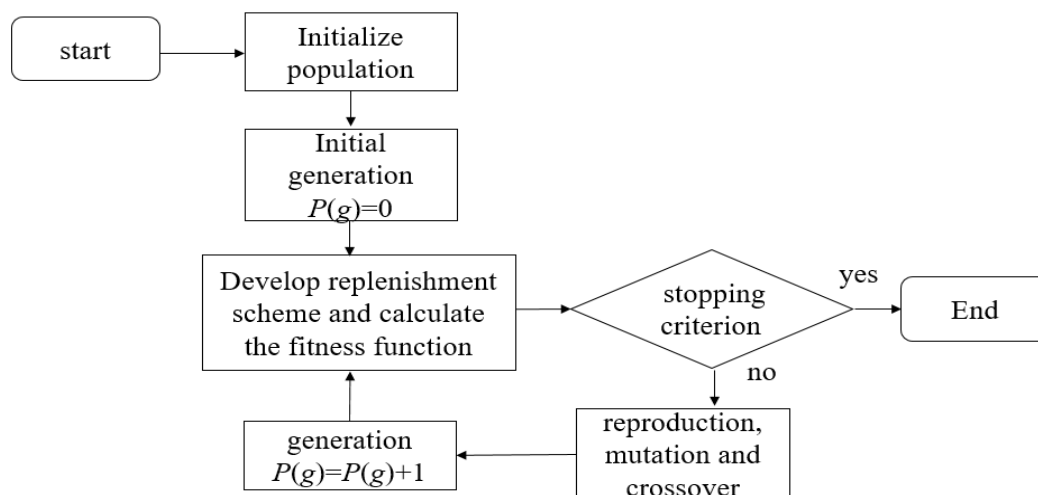 start
Initialize
population
Initial
generation
P(g)=0
Develop replenishment
scheme and calculate
the fitness function
stopping
criterion
yes
End
no
reproduction,
mutation and
crossover
generation
P(g)=P(g)+1